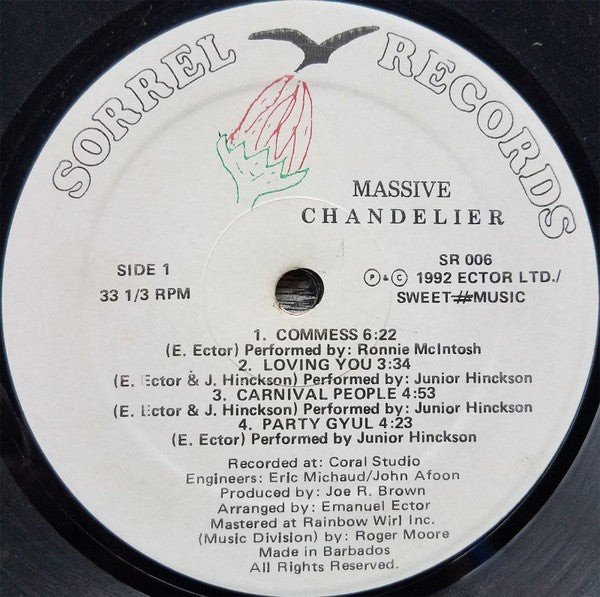 SORREL RECORDS
MASSIVE
CHANDELIER
SIDE 1
33 1/3 RPM
SR 006
Ⓟ & © 1992 ECTOR LTD./
SWEET#MUSIC
1. COMMESS 6:22
(E. Ector) Performed by: Ronnie McIntosh
2. LOVING YOU 3:34
(E. Ector & J. Hinckson) Performed by: Junior Hinckson
3. CARNIVAL PEOPLE 4:53
(E. Ector & J. Hinckson) Performed by: Junior Hinckson
4. PARTY GYUL 4:23
(E. Ector) Performed by Junior Hinckson
Recorded at: Coral Studio
Engineers: Eric Michaud/John Afoon
Produced by: Joe R. Brown
Arranged by: Emanuel Ector
Mastered at Rainbow Wirl Inc.
(Music Division) by: Roger Moore
Made in Barbados
All Rights Reserved.